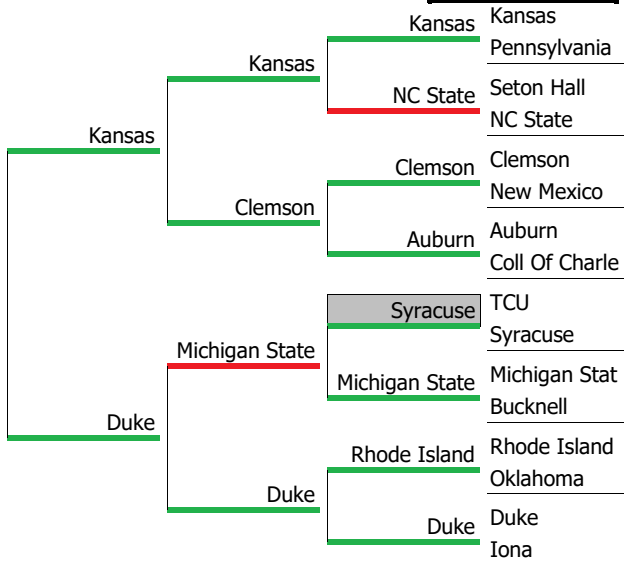 Kansas
Kansas
Pennsylvania
Kansas
NC State
Seton Hall
NC State
Kansas
Clemson
Clemson
New Mexico
Clemson
Auburn
Auburn
Coll Of Charle
Syracuse
TCU
Syracuse
Michigan State
Michigan State
Michigan Stat
Bucknell
Duke
Rhode Island
Rhode Island
Oklahoma
Duke
Duke
Duke
Iona